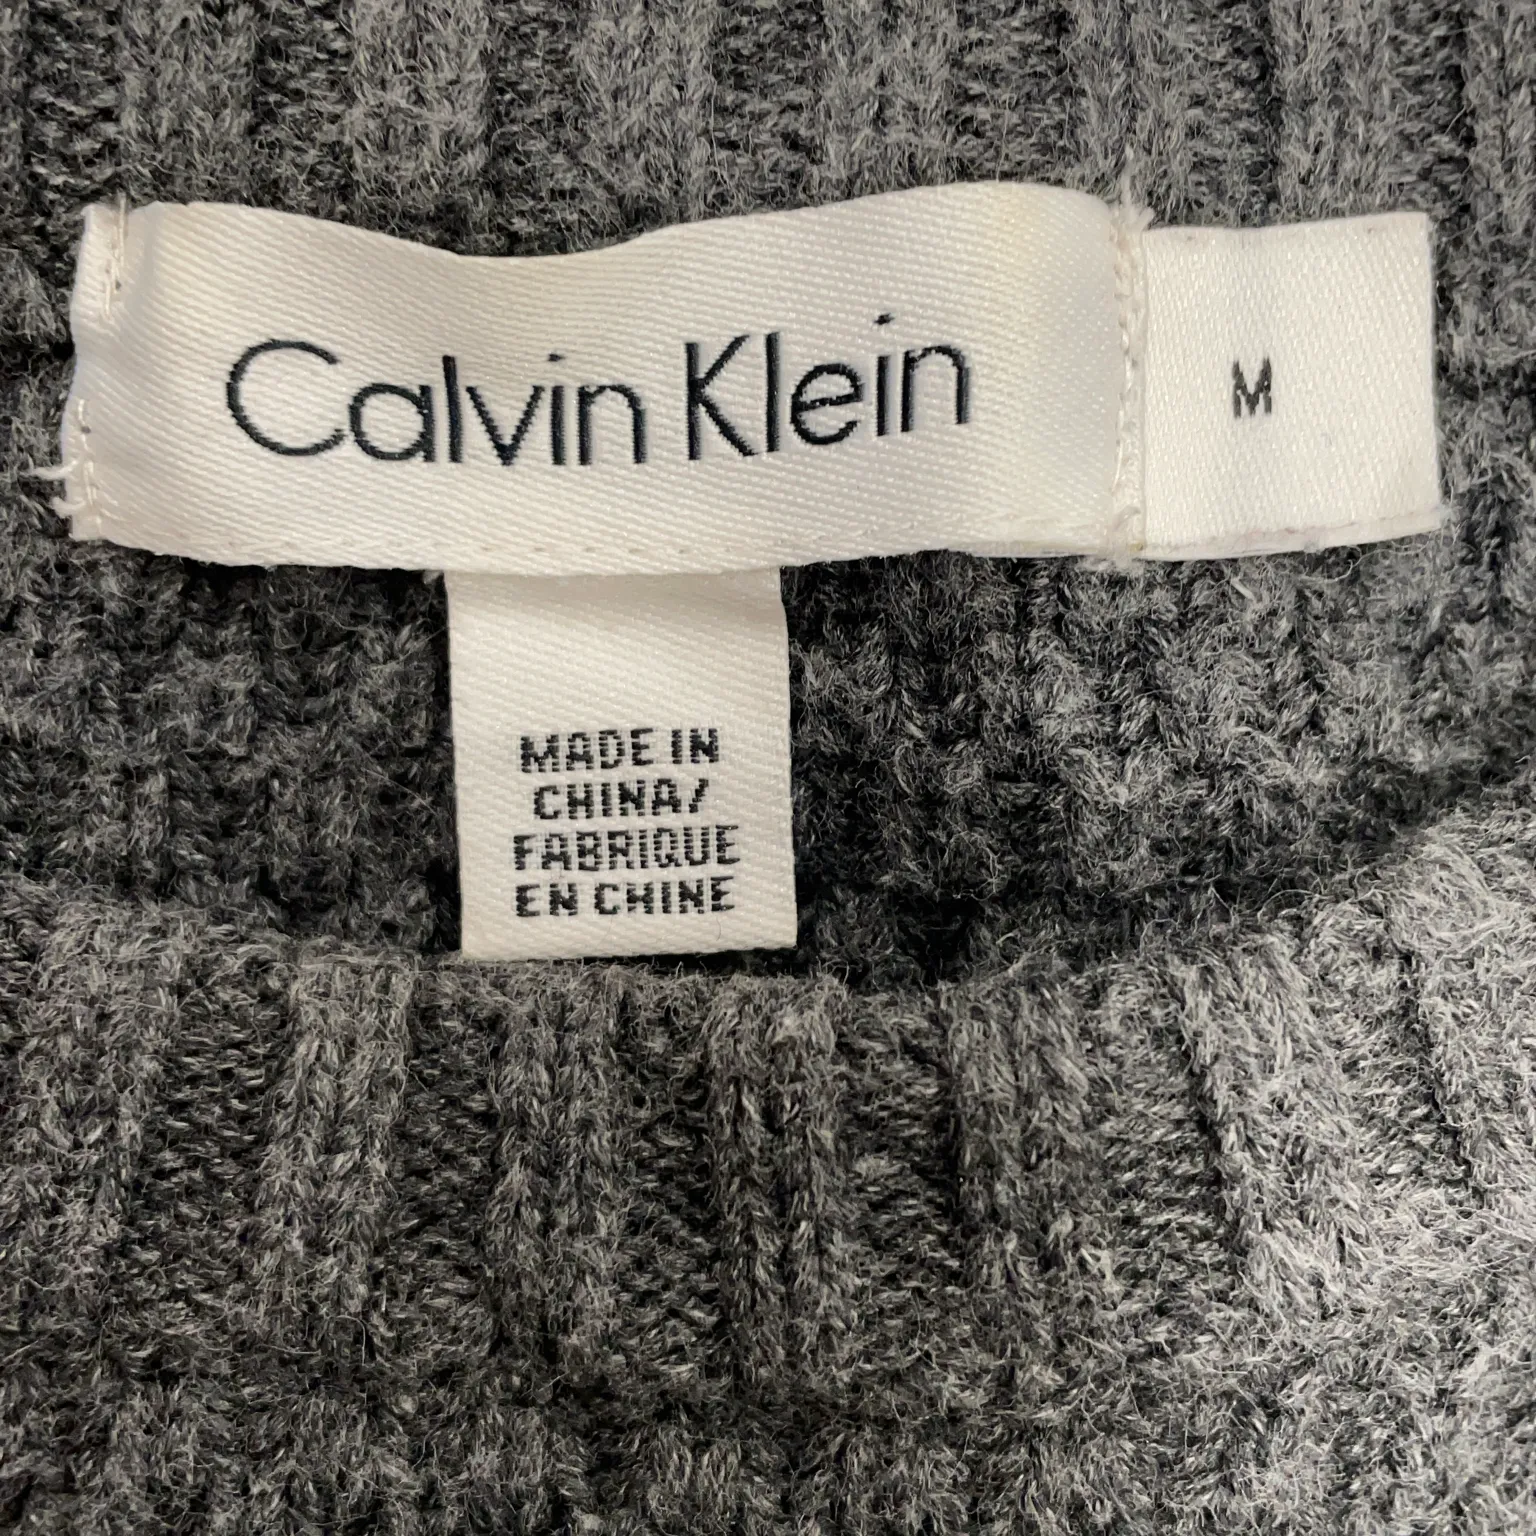 Calvin Klein
M
MADE IN
CHINA/
FABRIQUE
EN CHINE